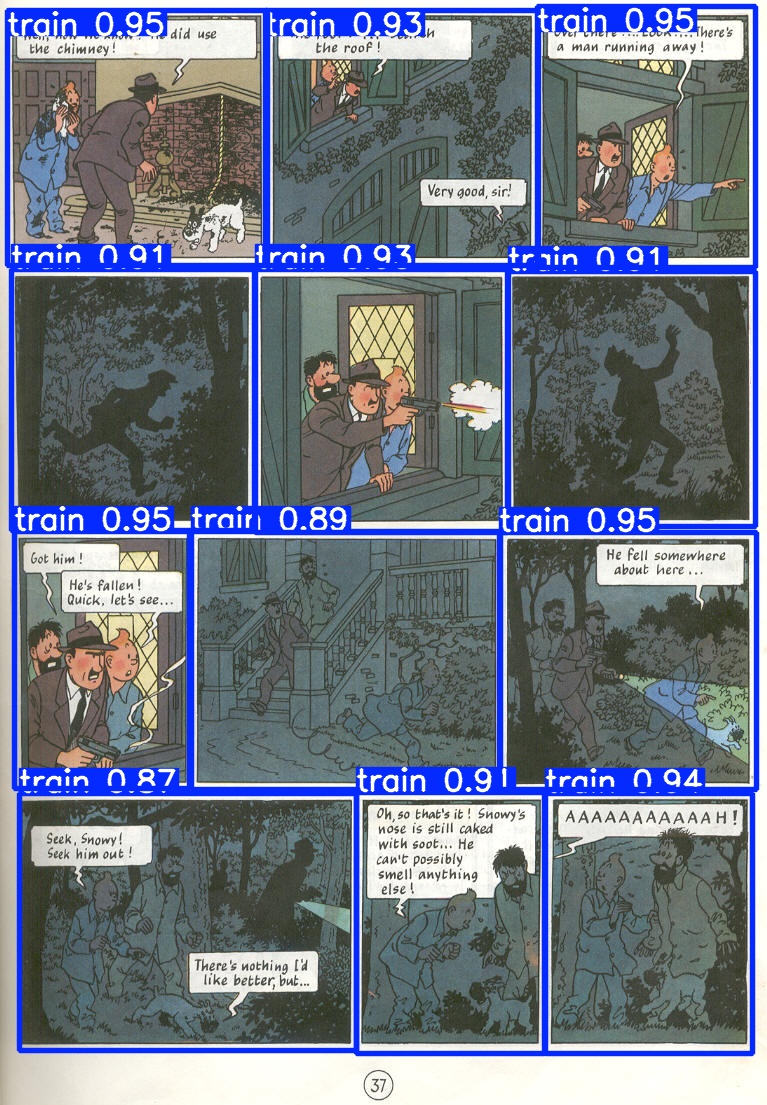 train 0.95
did use
the chimney!
train 0.93
the roof!
Very good, sir!
train 0.95
there's
a man running away!
train 0.91
train 0.93
train 0.91
train 0.95
Got him!
He's fallen!
Quick, let's see...
train 0.89
train 0.95
He fell somewhere
about here...
train 0.87
Seek, Snowy!
Seek him out!
There's nothing I'd
like better, but...
train 0.91
Oh, so that's it! Snowy's
nose is still caked
with soot... He
can't possibly
smell anything
else!
train 0.94
AAAAAAAAAAAH!
37